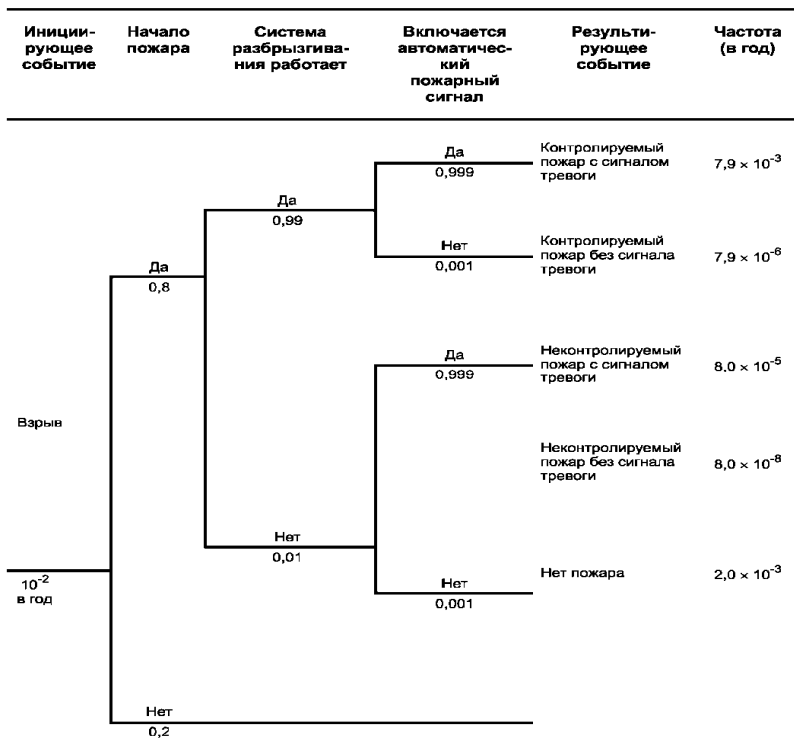 Иниции-
рующее
событие
Начало
пожара
Система
разбрызгива-
ния работает
Включается
автоматичес-
кий
пожарный
сигнал
Результи-
рующее
событие
Частота
(в год)
Да
0,999
Контролируемый
пожар с сигналом
тревоги
7,9 × 10⁻³
Да
0,99
Нет
0,001
Контролируемый
пожар без сигнала
тревоги
7,9 × 10⁻⁶
Да
0,8
Да
0,999
Неконтролируемый
пожар с сигналом
тревоги
8,0 × 10⁻⁵
Взрыв
Неконтролируемый
пожар без сигнала
тревоги
8,0 × 10⁻⁸
Нет
0,01
10⁻²
в год
Нет
0,001
Нет пожара
2,0 × 10⁻³
Нет
0,2